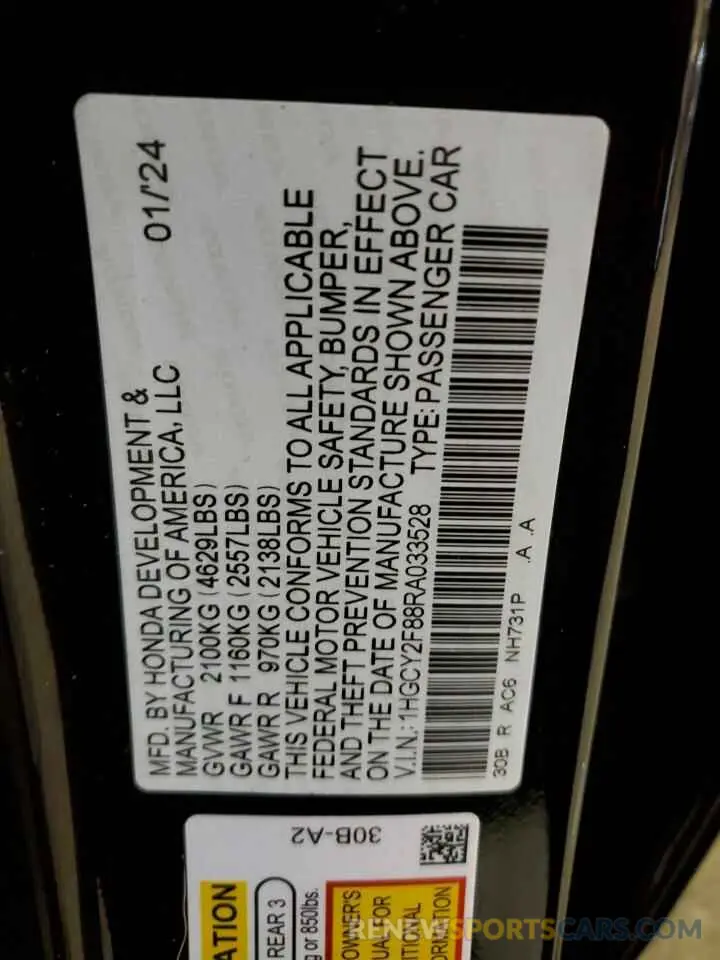 MFD. BY HONDA DEVELOPMENT &
MANUFACTURING OF AMERICA, LLC 01/'24
GVWR 2100KG (4629LBS)
GAWR F 1160KG (2557LBS)
GAWR R 970KG (2138LBS)
THIS VEHICLE CONFORMS TO ALL APPLICABLE
FEDERAL MOTOR VEHICLE SAFETY, BUMPER,
AND THEFT PREVENTION STANDARDS IN EFFECT
ON THE DATE OF MANUFACTURE SHOWN ABOVE.
V.I.N.: 1HGCY2F88RA033528 TYPE: PASSENGER CAR
30B R AC6 NH731P .A .A
30B-A2
ATION
REAR 3
g or 850lbs.
OWNER'S
UAL FOR
ITIONAL
ORMATION
RENEWSPORTSCARS.COM